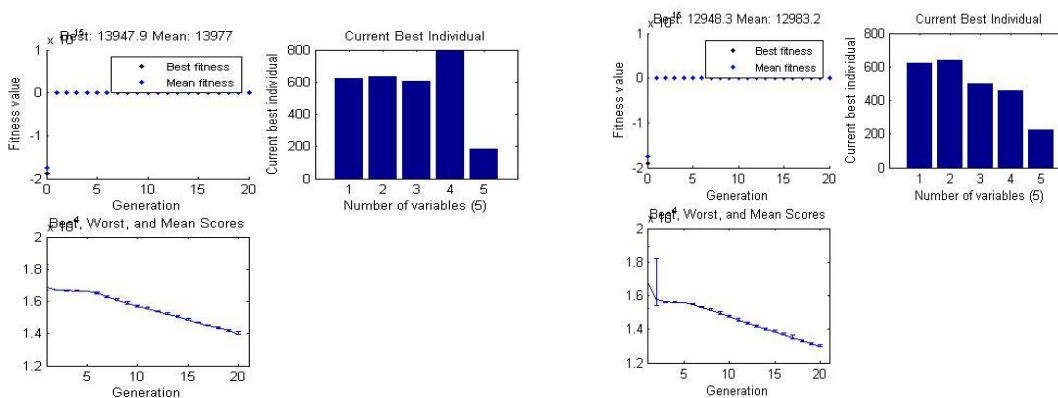 x 10^15
Best: 13947.9 Mean: 13977
Fitness value
1
0
-1
-2
Best fitness
Mean fitness
0 5 10 15 20
Generation
Current Best Individual
Current best individual
800
600
400
200
0
1 2 3 4 5
Number of variables (5)
x 10^4
Best, Worst, and Mean Scores
2
1.8
1.6
1.4
1.2
5 10 15 20
Generation
x 10^15
Best: 12948.3 Mean: 12983.2
Fitness value
1
0
-1
-2
Best fitness
Mean fitness
0 5 10 15 20
Generation
Current Best Individual
Current best individual
800
600
400
200
0
1 2 3 4 5
Number of variables (5)
x 10^4
Best, Worst, and Mean Scores
2
1.8
1.6
1.4
1.2
5 10 15 20
Generation